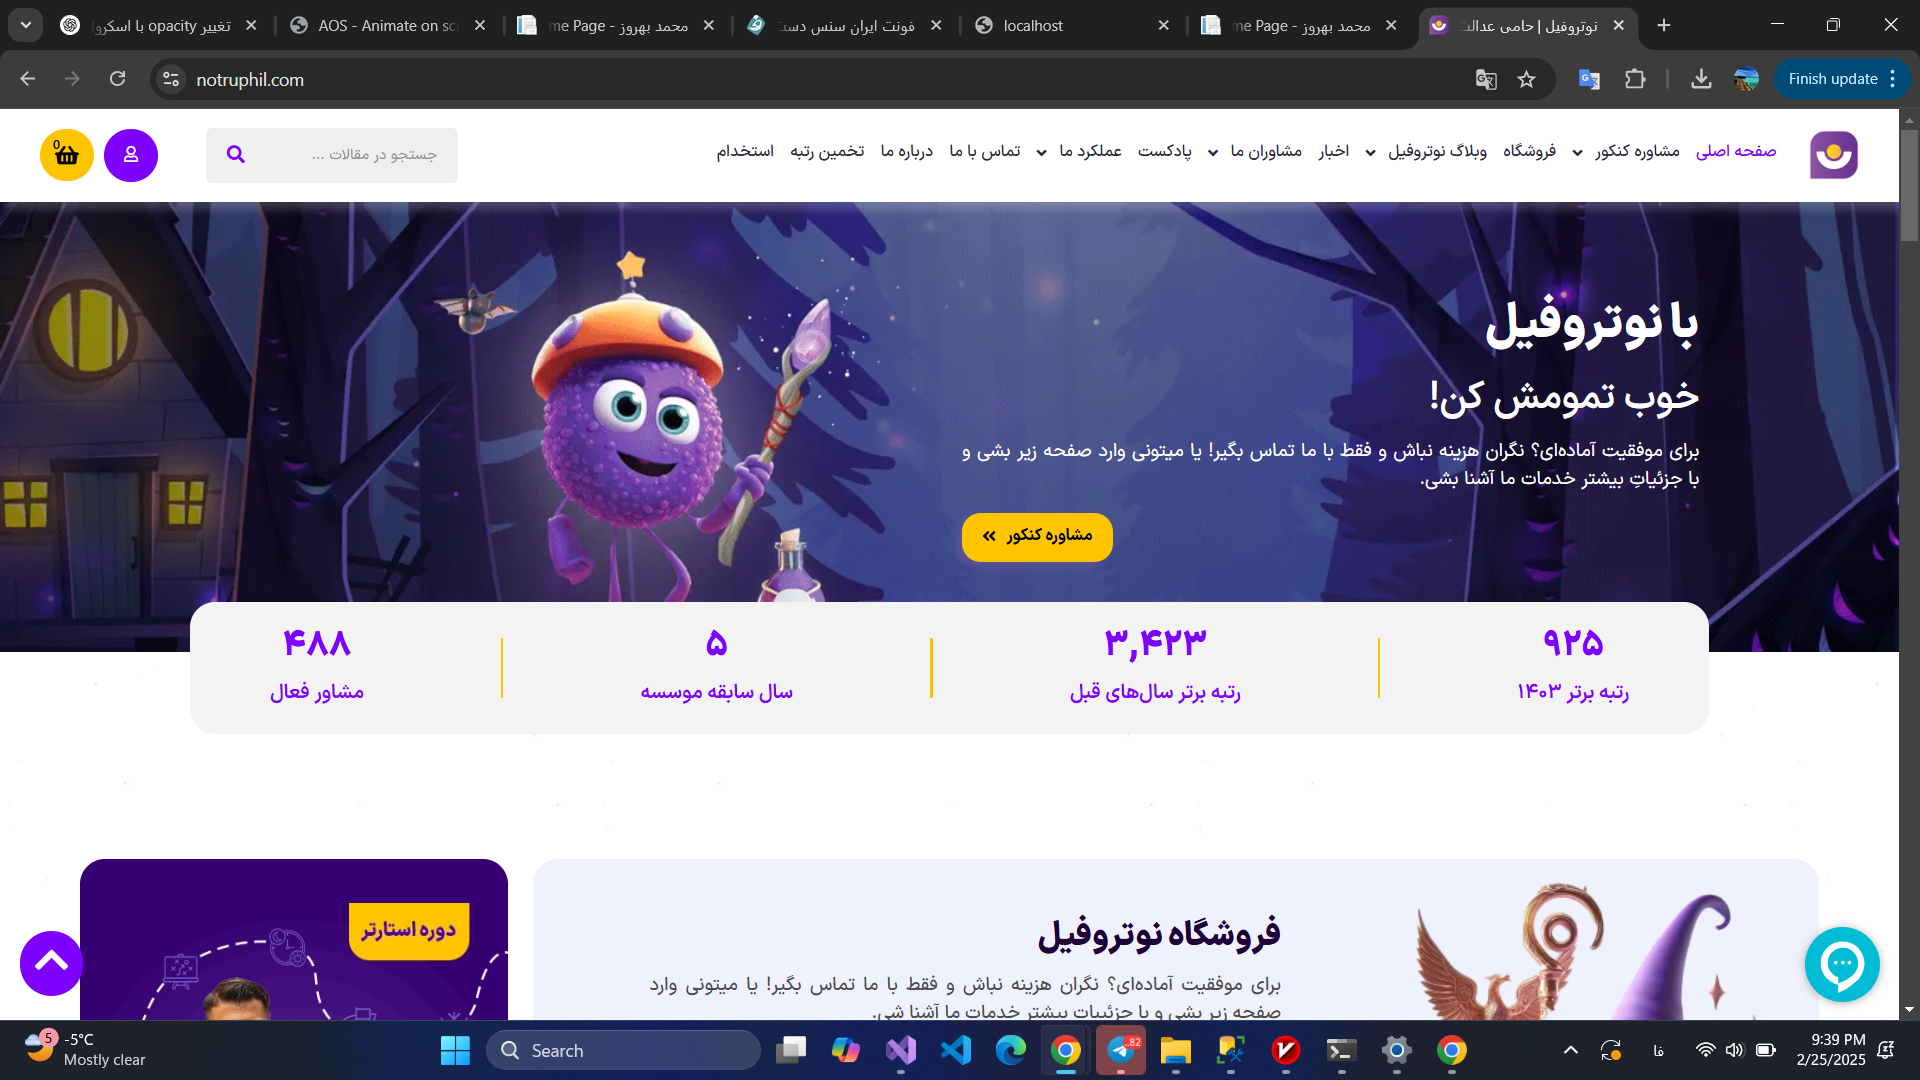 تغییر opacity با اسکرول
AOS - Animate on scr
محمد بهروز - me Page
فونت ایران سنس دست
localhost
محمد بهروز - me Page
نوتروفیل | حامی عدالت
notruphil.com
Finish update
صفحه اصلی
مشاوره کنکور
فروشگاه
وبلاگ نوتروفیل
اخبار
مشاوران ما
پادکست
عملکرد ما
تماس با ما
درباره ما
تخمین رتبه
استخدام
جستجو در مقالات ...
0
با نوتروفیل
خوب تمومش کن!
برای موفقیت آماده‌ای؟ نگران هزینه نباش و فقط با ما تماس بگیر! یا میتونی وارد صفحه زیر بشی و
با جزئیاتِ بیشتر خدمات ما آشنا بشی.
مشاوره کنکور »
۹۲۵
رتبه برتر ۱۴۰۳
۳,۴۲۳
رتبه برتر سال‌های قبل
۵
سال سابقه موسسه
۴۸۸
مشاور فعال
فروشگاه نوتروفیل
برای موفقیت آماده‌ای؟ نگران هزینه نباش و فقط با ما تماس بگیر! یا میتونی وارد
صفحه زیر بشی و با جزئیات بیشتر خدمات ما آشنا شی.
دوره استارتر
5
-5°C
Mostly clear
Search
..82
فا
9:39 PM
2/25/2025